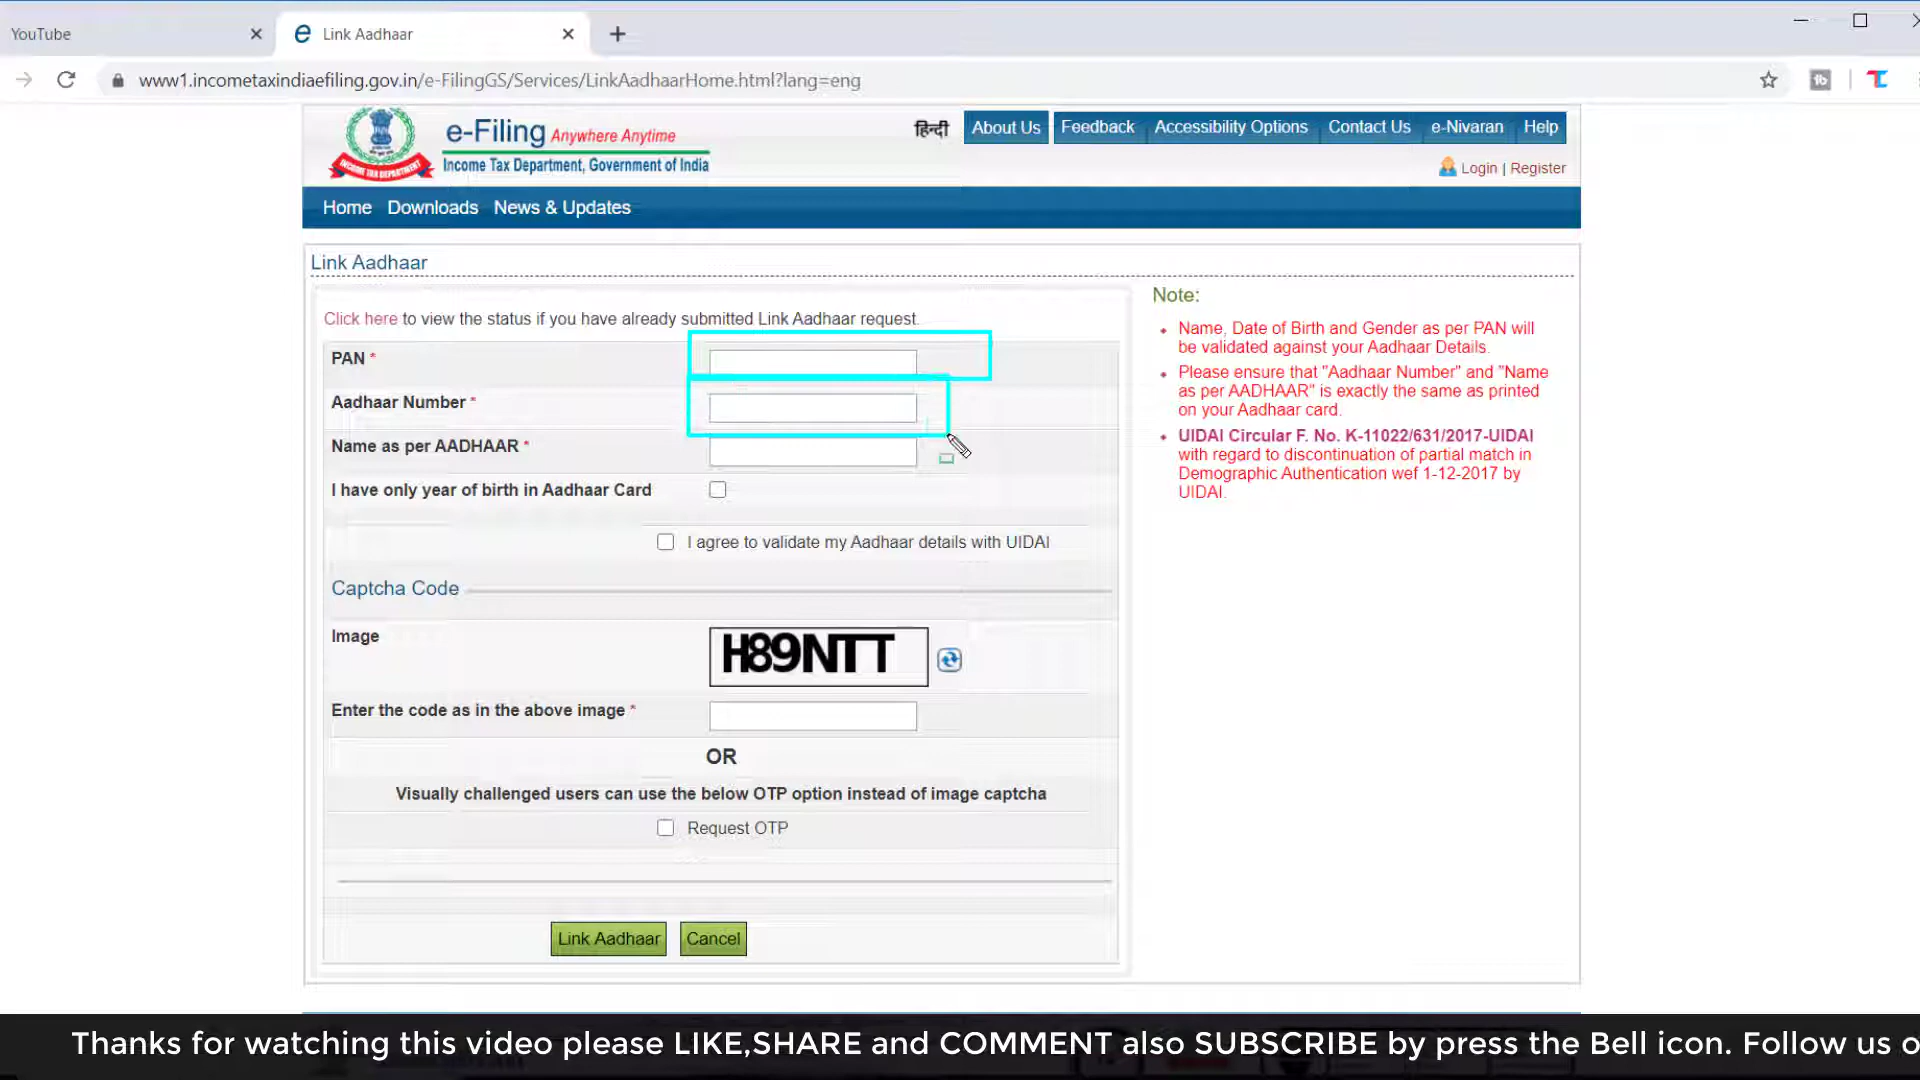 YouTube
Link Aadhaar
www1.incometaxindiaefiling.gov.in/e-FilingGS/Services/LinkAadhaarHome.html?lang=eng
e-Filing Anywhere Anytime
Income Tax Department, Government of India
हिन्दी About Us Feedback Accessibility Options Contact Us e-Nivaran Help
Login | Register
Home Downloads News & Updates
Link Aadhaar
Click here to view the status if you have already submitted Link Aadhaar request.
PAN *
Aadhaar Number *
Name as per AADHAAR *
I have only year of birth in Aadhaar Card
I agree to validate my Aadhaar details with UIDAI
Captcha Code
Image
H89NTT
Enter the code as in the above image *
OR
Visually challenged users can use the below OTP option instead of image captcha
Request OTP
Link Aadhaar Cancel
Note:
Name, Date of Birth and Gender as per PAN will
be validated against your Aadhaar Details.
Please ensure that "Aadhaar Number" and "Name
as per AADHAAR" is exactly the same as printed
on your Aadhaar card.
UIDAI Circular F. No. K-11022/631/2017-UIDAI
with regard to discontinuation of partial match in
Demographic Authentication wef 1-12-2017 by
UIDAI.
Thanks for watching this video please LIKE,SHARE and COMMENT also SUBSCRIBE by press the Bell icon. Follow us